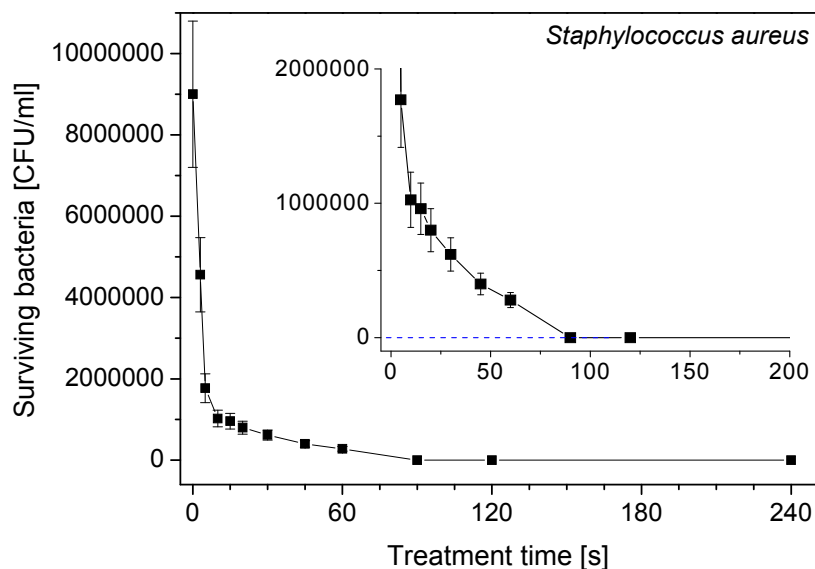 Staphylococcus aureus
Surviving bacteria [CFU/ml]
10000000
8000000
6000000
4000000
2000000
0
2000000
1000000
0
0 50 100 150 200
0 60 120 180 240
Treatment time [s]